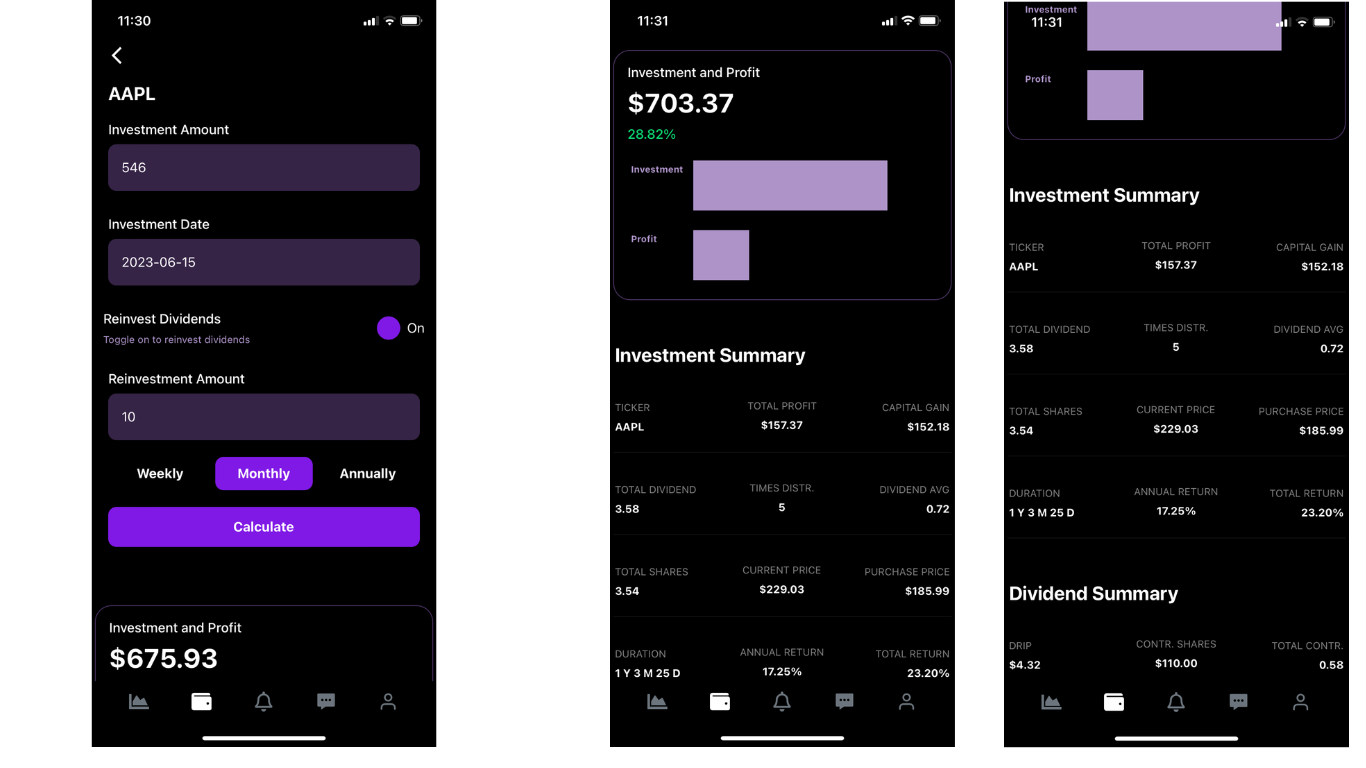 11:30
AAPL
Investment Amount
546
Investment Date
2023-06-15
Reinvest Dividends
On
Toggle on to reinvest dividends
Reinvestment Amount
10
Weekly Monthly Annually
Calculate
Investment and Profit
$675.93
11:31
Investment and Profit
$703.37
28.82%
Investment
Profit
Investment Summary
TICKER TOTAL PROFIT CAPITAL GAIN
AAPL $157.37 $152.18
TOTAL DIVIDEND TIMES DISTR. DIVIDEND AVG
3.58 5 0.72
TOTAL SHARES CURRENT PRICE PURCHASE PRICE
3.54 $229.03 $185.99
DURATION ANNUAL RETURN TOTAL RETURN
1 Y 3 M 25 D 17.25% 23.20%
Investment
11:31
Profit
Investment Summary
TICKER TOTAL PROFIT CAPITAL GAIN
AAPL $157.37 $152.18
TOTAL DIVIDEND TIMES DISTR. DIVIDEND AVG
3.58 5 0.72
TOTAL SHARES CURRENT PRICE PURCHASE PRICE
3.54 $229.03 $185.99
DURATION ANNUAL RETURN TOTAL RETURN
1 Y 3 M 25 D 17.25% 23.20%
Dividend Summary
DRIP CONTR. SHARES TOTAL CONTR.
$4.32 $110.00 0.58